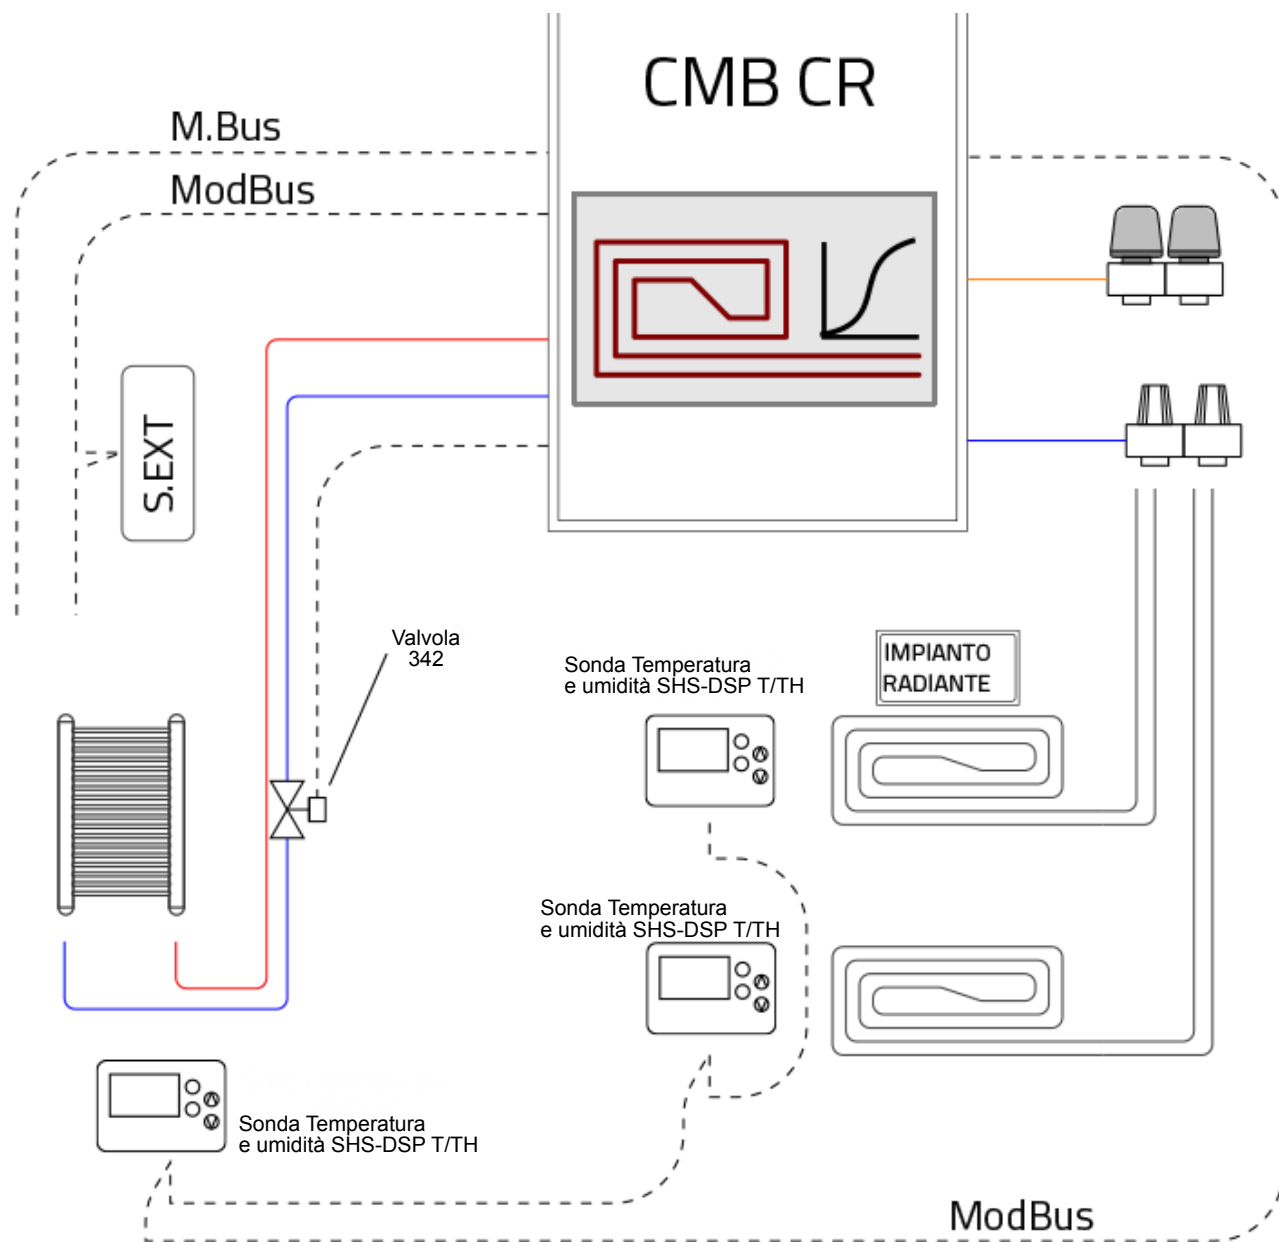 CMB CR
M.Bus
ModBus
S.EXT
Valvola
342
Sonda Temperatura
e umidità SHS-DSP T/TH
IMPIANTO
RADIANTE
Sonda Temperatura
e umidità SHS-DSP T/TH
Sonda Temperatura
e umidità SHS-DSP T/TH
ModBus